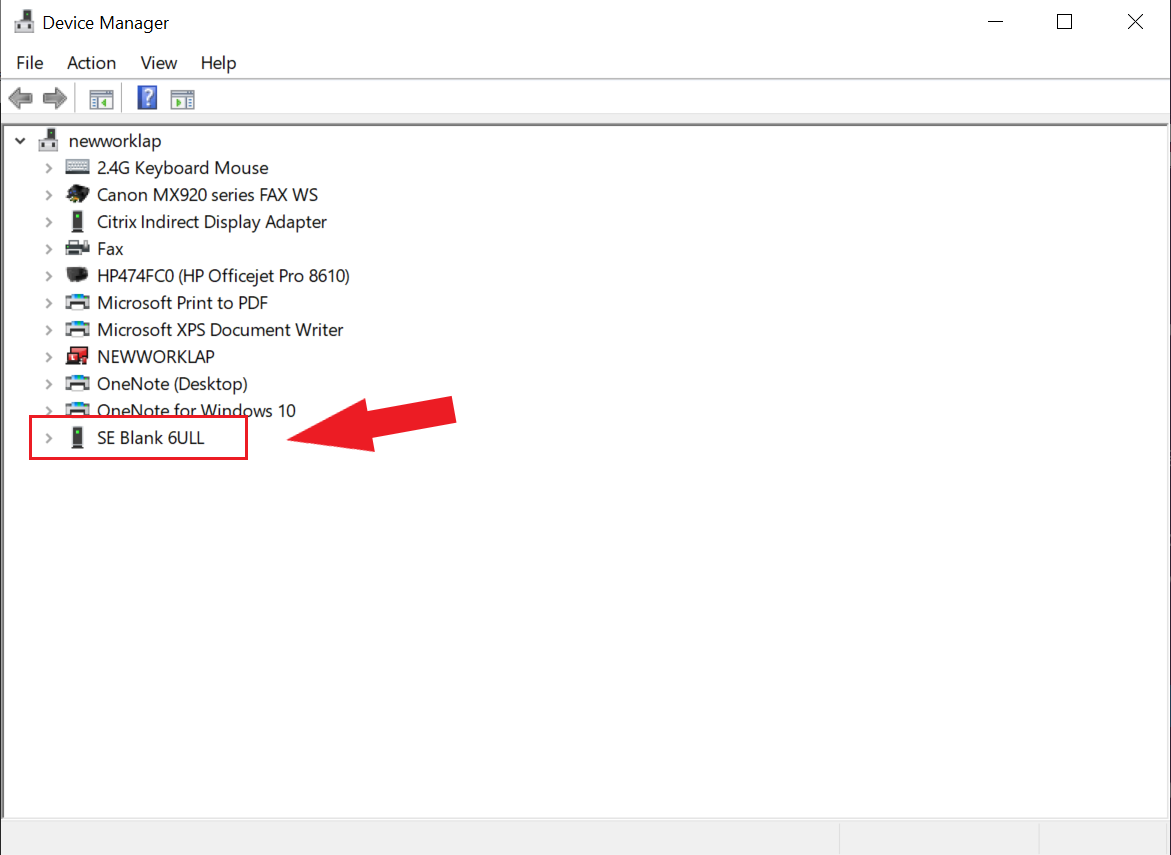 Device Manager
File Action View Help
newworklap
2.4G Keyboard Mouse
Canon MX920 series FAX WS
Citrix Indirect Display Adapter
Fax
HP474FC0 (HP Officejet Pro 8610)
Microsoft Print to PDF
Microsoft XPS Document Writer
NEWWORKLAP
OneNote (Desktop)
OneNote for Windows 10
SE Blank 6ULL